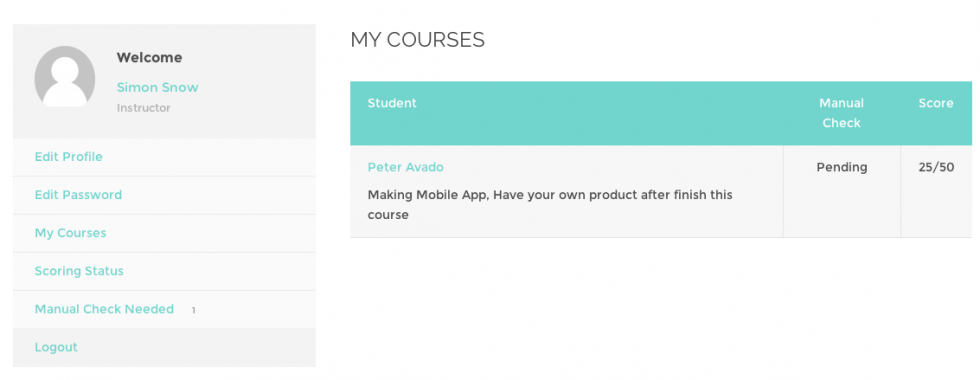 Welcome
Simon Snow
Instructor
Edit Profile
Edit Password
My Courses
Scoring Status
Manual Check Needed 1
Logout
MY COURSES
Student Manual Check Score
Peter Avado Pending 25/50
Making Mobile App, Have your own product after finish this
course